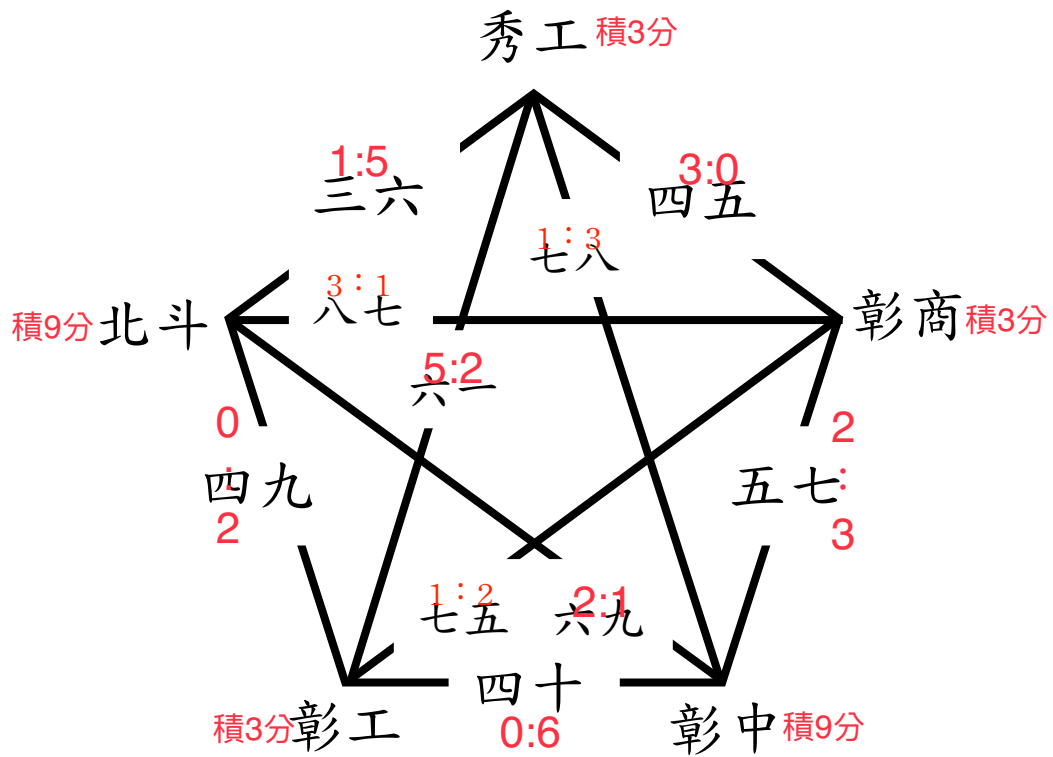 秀工 積3分
1:5
三六
3:0
四五
1：3
七八
3：1
八七
積9分 北斗
彰商 積3分
5:2
六一
0
:
2
四九
2
:
3
五七
1：2
七五
2:1
六九
四十
0:6
積3分 彰工
彰中 積9分